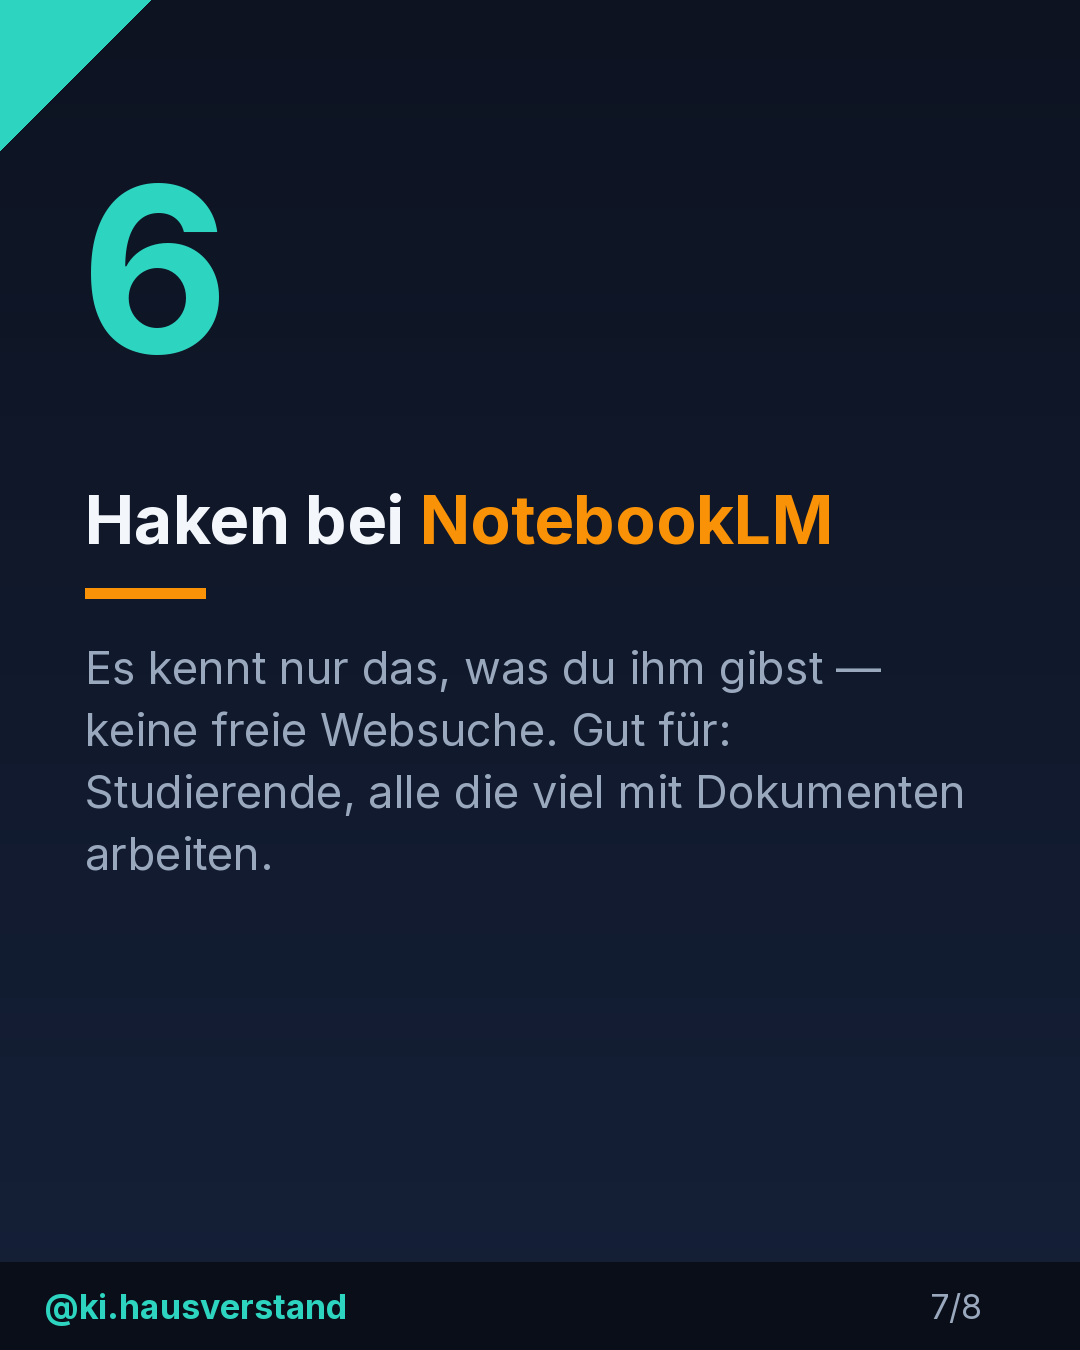 6
Haken bei NotebookLM
Es kennt nur das, was du ihm gibst —
keine freie Websuche. Gut für:
Studierende, alle die viel mit Dokumenten
arbeiten.
@ki.hausverstand
7/8